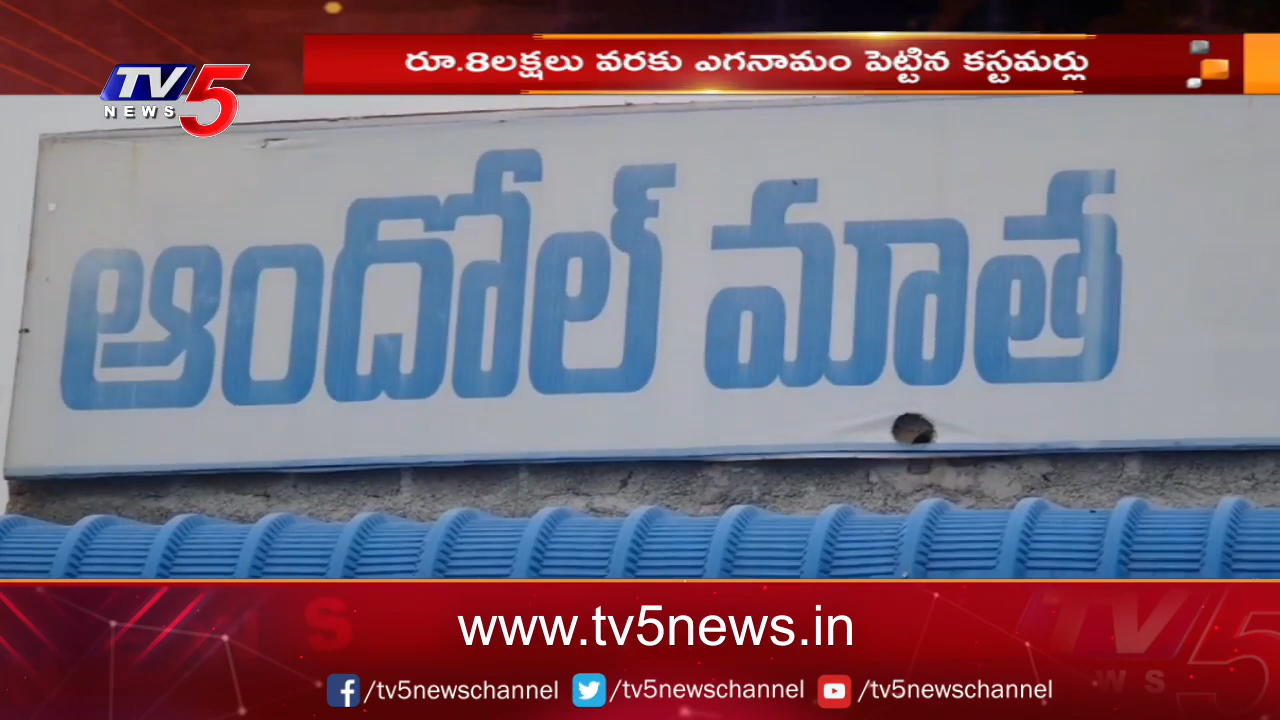 రూ.8లక్షలు వరకు ఎగనామం పెట్టిన కస్టమర్లు
TV5
NEWS
ఆందోల్ మాత
www.tv5news.in
/tv5newschannel /tv5newschannel /tv5newschannel